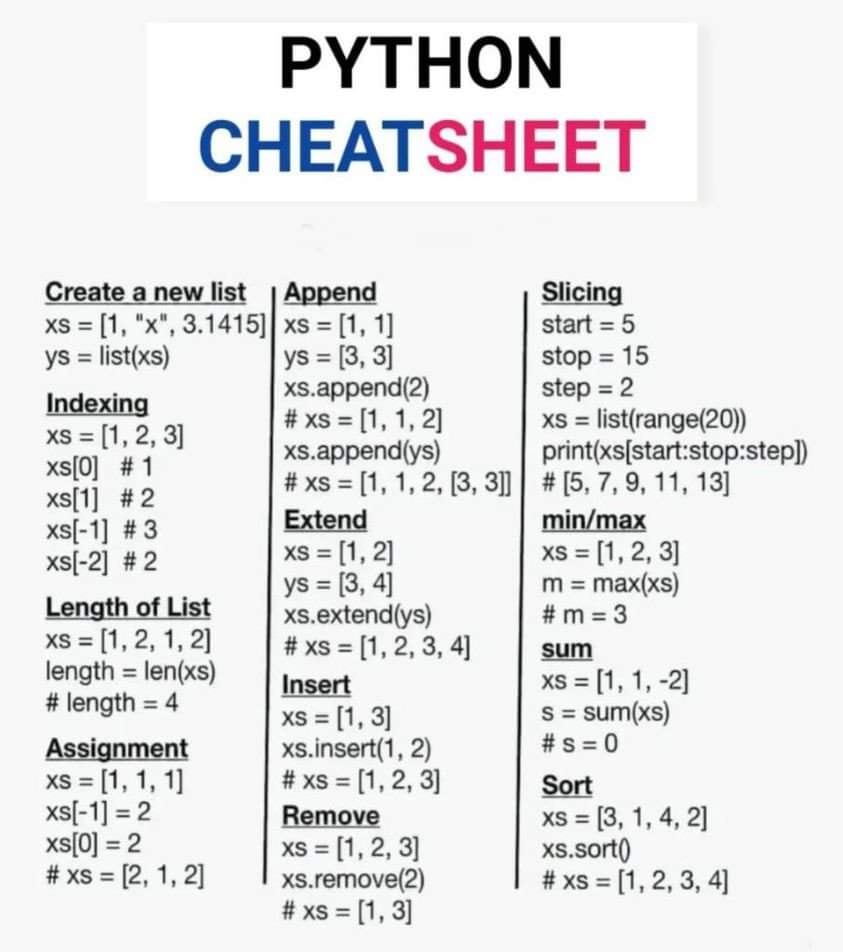 PYTHON
CHEATSHEET
Create a new list
xs = [1, "x", 3.1415]
ys = list(xs)
Indexing
xs = [1, 2, 3]
xs[0] # 1
xs[1] # 2
xs[-1] # 3
xs[-2] # 2
Length of List
xs = [1, 2, 1, 2]
length = len(xs)
# length = 4
Assignment
xs = [1, 1, 1]
xs[-1] = 2
xs[0] = 2
# xs = [2, 1, 2]
Append
xs = [1, 1]
ys = [3, 3]
xs.append(2)
# xs = [1, 1, 2]
xs.append(ys)
# xs = [1, 1, 2, [3, 3]]
Extend
xs = [1, 2]
ys = [3, 4]
xs.extend(ys)
# xs = [1, 2, 3, 4]
Insert
xs = [1, 3]
xs.insert(1, 2)
# xs = [1, 2, 3]
Remove
xs = [1, 2, 3]
xs.remove(2)
# xs = [1, 3]
Slicing
start = 5
stop = 15
step = 2
xs = list(range(20))
print(xs[start:stop:step])
# [5, 7, 9, 11, 13]
min/max
xs = [1, 2, 3]
m = max(xs)
# m = 3
sum
xs = [1, 1, -2]
s = sum(xs)
# s = 0
Sort
xs = [3, 1, 4, 2]
xs.sort()
# xs = [1, 2, 3, 4]